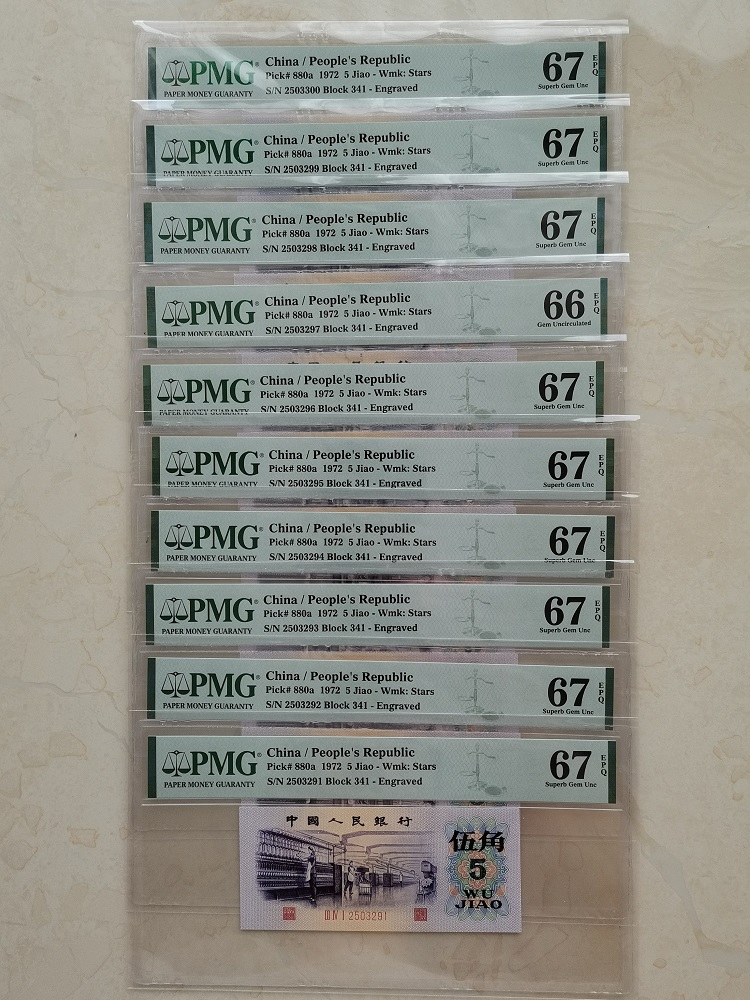 PMG
PAPER MONEY GUARANTY
China / People's Republic
Pick# 880a 1972 5 Jiao - Wmk: Stars
S/N 2503300 Block 341 - Engraved
67 EPQ
Superb Gem Unc
PMG
PAPER MONEY GUARANTY
China / People's Republic
Pick# 880a 1972 5 Jiao - Wmk: Stars
S/N 2503299 Block 341 - Engraved
67 EPQ
Superb Gem Unc
PMG
PAPER MONEY GUARANTY
China / People's Republic
Pick# 880a 1972 5 Jiao - Wmk: Stars
S/N 2503298 Block 341 - Engraved
67 EPQ
Superb Gem Unc
PMG
PAPER MONEY GUARANTY
China / People's Republic
Pick# 880a 1972 5 Jiao - Wmk: Stars
S/N 2503297 Block 341 - Engraved
66 EPQ
Gem Uncirculated
PMG
PAPER MONEY GUARANTY
China / People's Republic
Pick# 880a 1972 5 Jiao - Wmk: Stars
S/N 2503296 Block 341 - Engraved
67 EPQ
Superb Gem Unc
PMG
PAPER MONEY GUARANTY
China / People's Republic
Pick# 880a 1972 5 Jiao - Wmk: Stars
S/N 2503295 Block 341 - Engraved
67 EPQ
Superb Gem Unc
PMG
PAPER MONEY GUARANTY
China / People's Republic
Pick# 880a 1972 5 Jiao - Wmk: Stars
S/N 2503294 Block 341 - Engraved
67 EPQ
Superb Gem Unc
PMG
PAPER MONEY GUARANTY
China / People's Republic
Pick# 880a 1972 5 Jiao - Wmk: Stars
S/N 2503293 Block 341 - Engraved
67 EPQ
Superb Gem Unc
PMG
PAPER MONEY GUARANTY
China / People's Republic
Pick# 880a 1972 5 Jiao - Wmk: Stars
S/N 2503292 Block 341 - Engraved
67 EPQ
Superb Gem Unc
PMG
PAPER MONEY GUARANTY
China / People's Republic
Pick# 880a 1972 5 Jiao - Wmk: Stars
S/N 2503291 Block 341 - Engraved
67 EPQ
Superb Gem Unc
中國人民銀行
伍角
5
WU
JIAO
III IV I 2503291